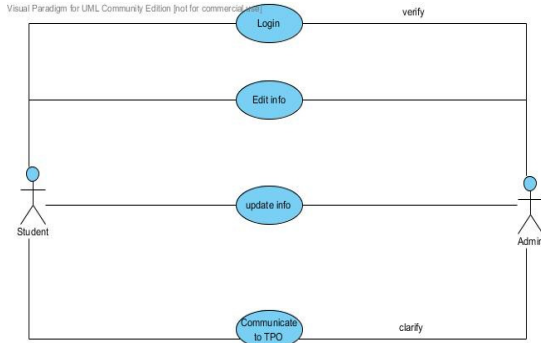 Visual Paradigm for UML Community Edition [not for commercial use]
verify
Login
Edit info
update info
Student
Admin
Communicate
to TPO
clarify